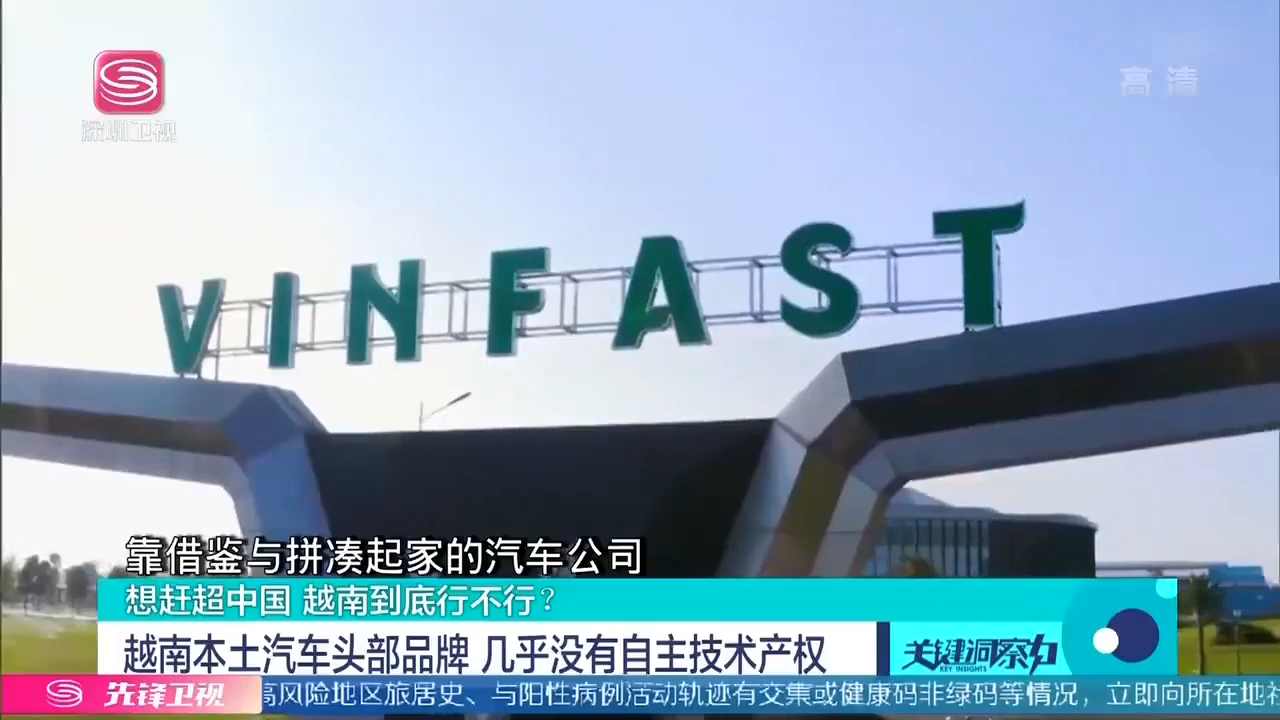 深圳卫视
高清
VINFAST
靠借鉴与拼凑起家的汽车公司
想赶超中国 越南到底行不行？
越南本土汽车头部品牌 几乎没有自主技术产权
关键洞察力
KEY INSIGHTS
先锋卫视
高风险地区旅居史、与阳性病例活动轨迹有交集或健康码非绿码等情况，立即向所在地社